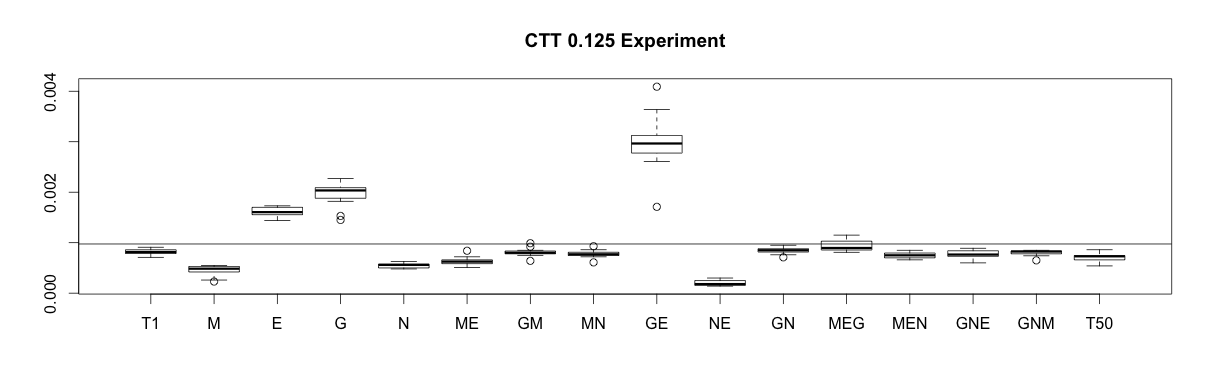 CTT 0.125 Experiment
0.004
0.002
0.000
T1 M E G N ME GM MN GE NE GN MEG MEN GNE GNM T50